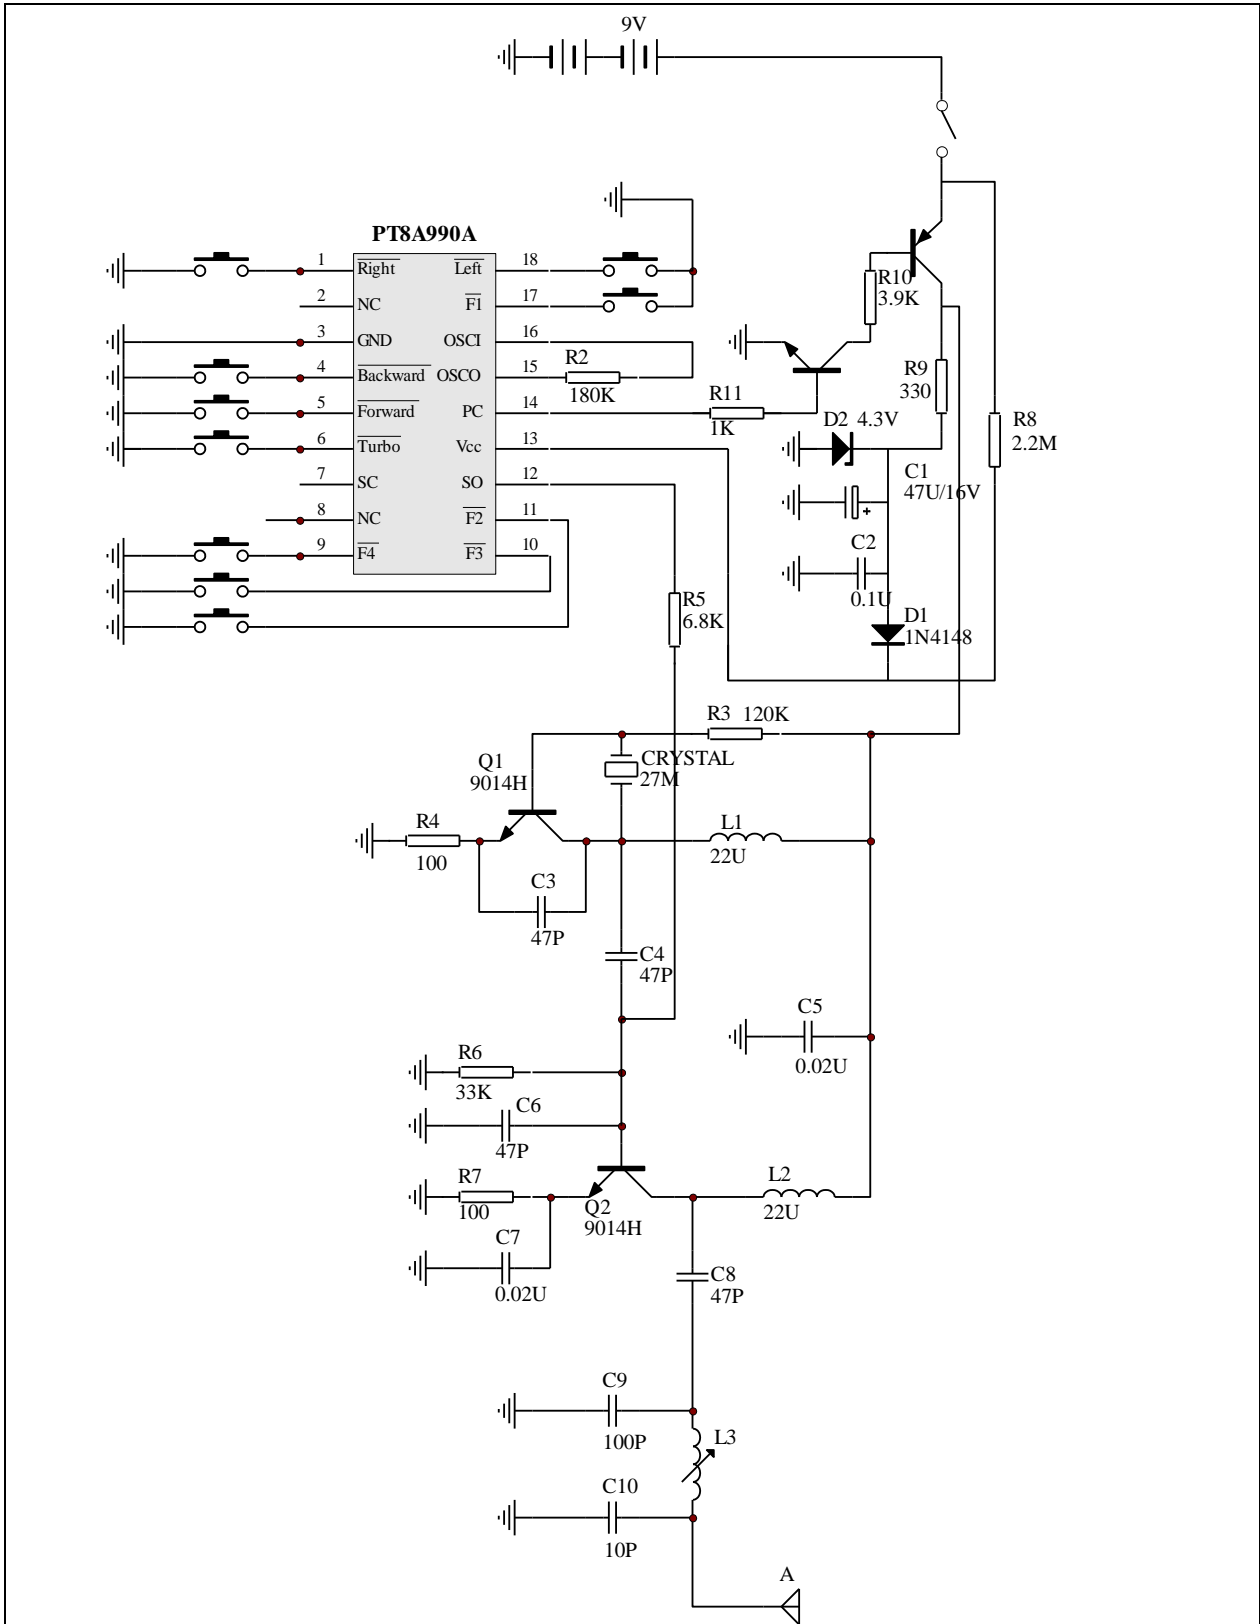 9V
PT8A990A
1 Right Left 18
2 NC F1 17
3 GND OSCI 16
4 Backward OSCO 15
5 Forward PC 14
6 Turbo Vcc 13
7 SC SO 12
8 NC F2 11
9 F4 F3 10
R2
180K
R10
3.9K
R11
1K
R9
330
D2 4.3V
R8
2.2M
C1
47U/16V
+
C2
0.1U
R5
6.8K
D1
1N4148
R3 120K
CRYSTAL
27M
Q1
9014H
R4
100
L1
22U
C3
47P
C4
47P
C5
0.02U
R6
33K
C6
47P
R7
100
Q2
9014H
L2
22U
C7
0.02U
C8
47P
C9
100P
L3
C10
10P
A